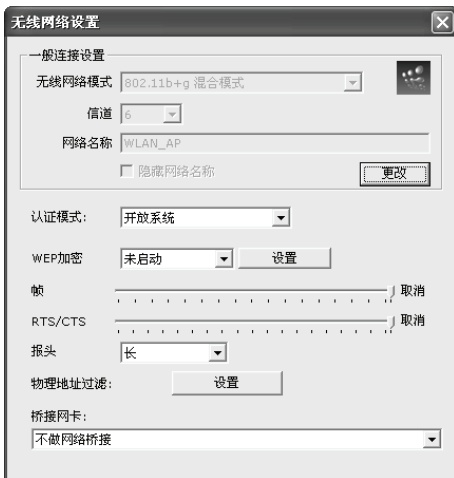 无线网络设置
一般连接设置
无线网络模式 802.11b+g 混合模式
信道 6
网络名称 WLAN_AP
隐藏网络名称 更改
认证模式: 开放系统
WEP加密 未启动 设置
帧 取消
RTS/CTS 取消
报头 长
物理地址过滤: 设置
桥接网卡:
不做网络桥接